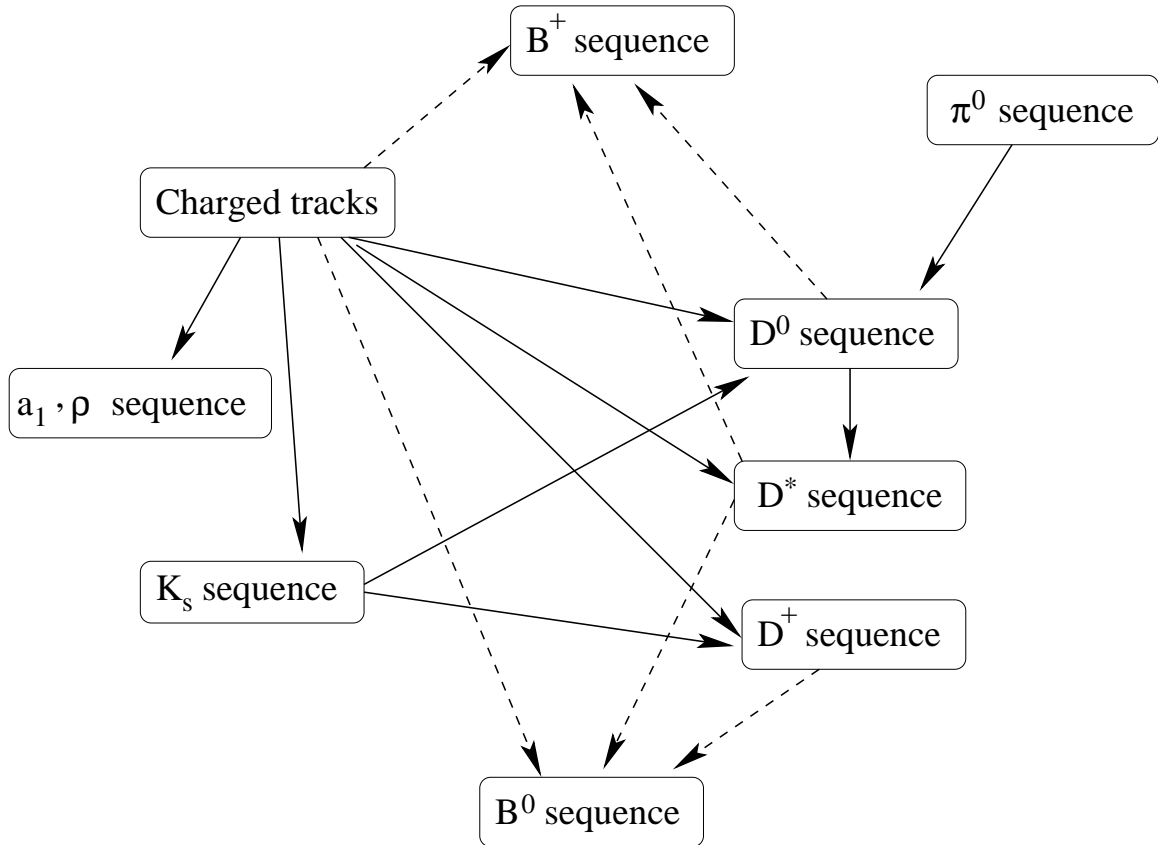 B⁺ sequence
π⁰ sequence
Charged tracks
D⁰ sequence
a₁, ρ sequence
D* sequence
Kₛ sequence
D⁺ sequence
B⁰ sequence